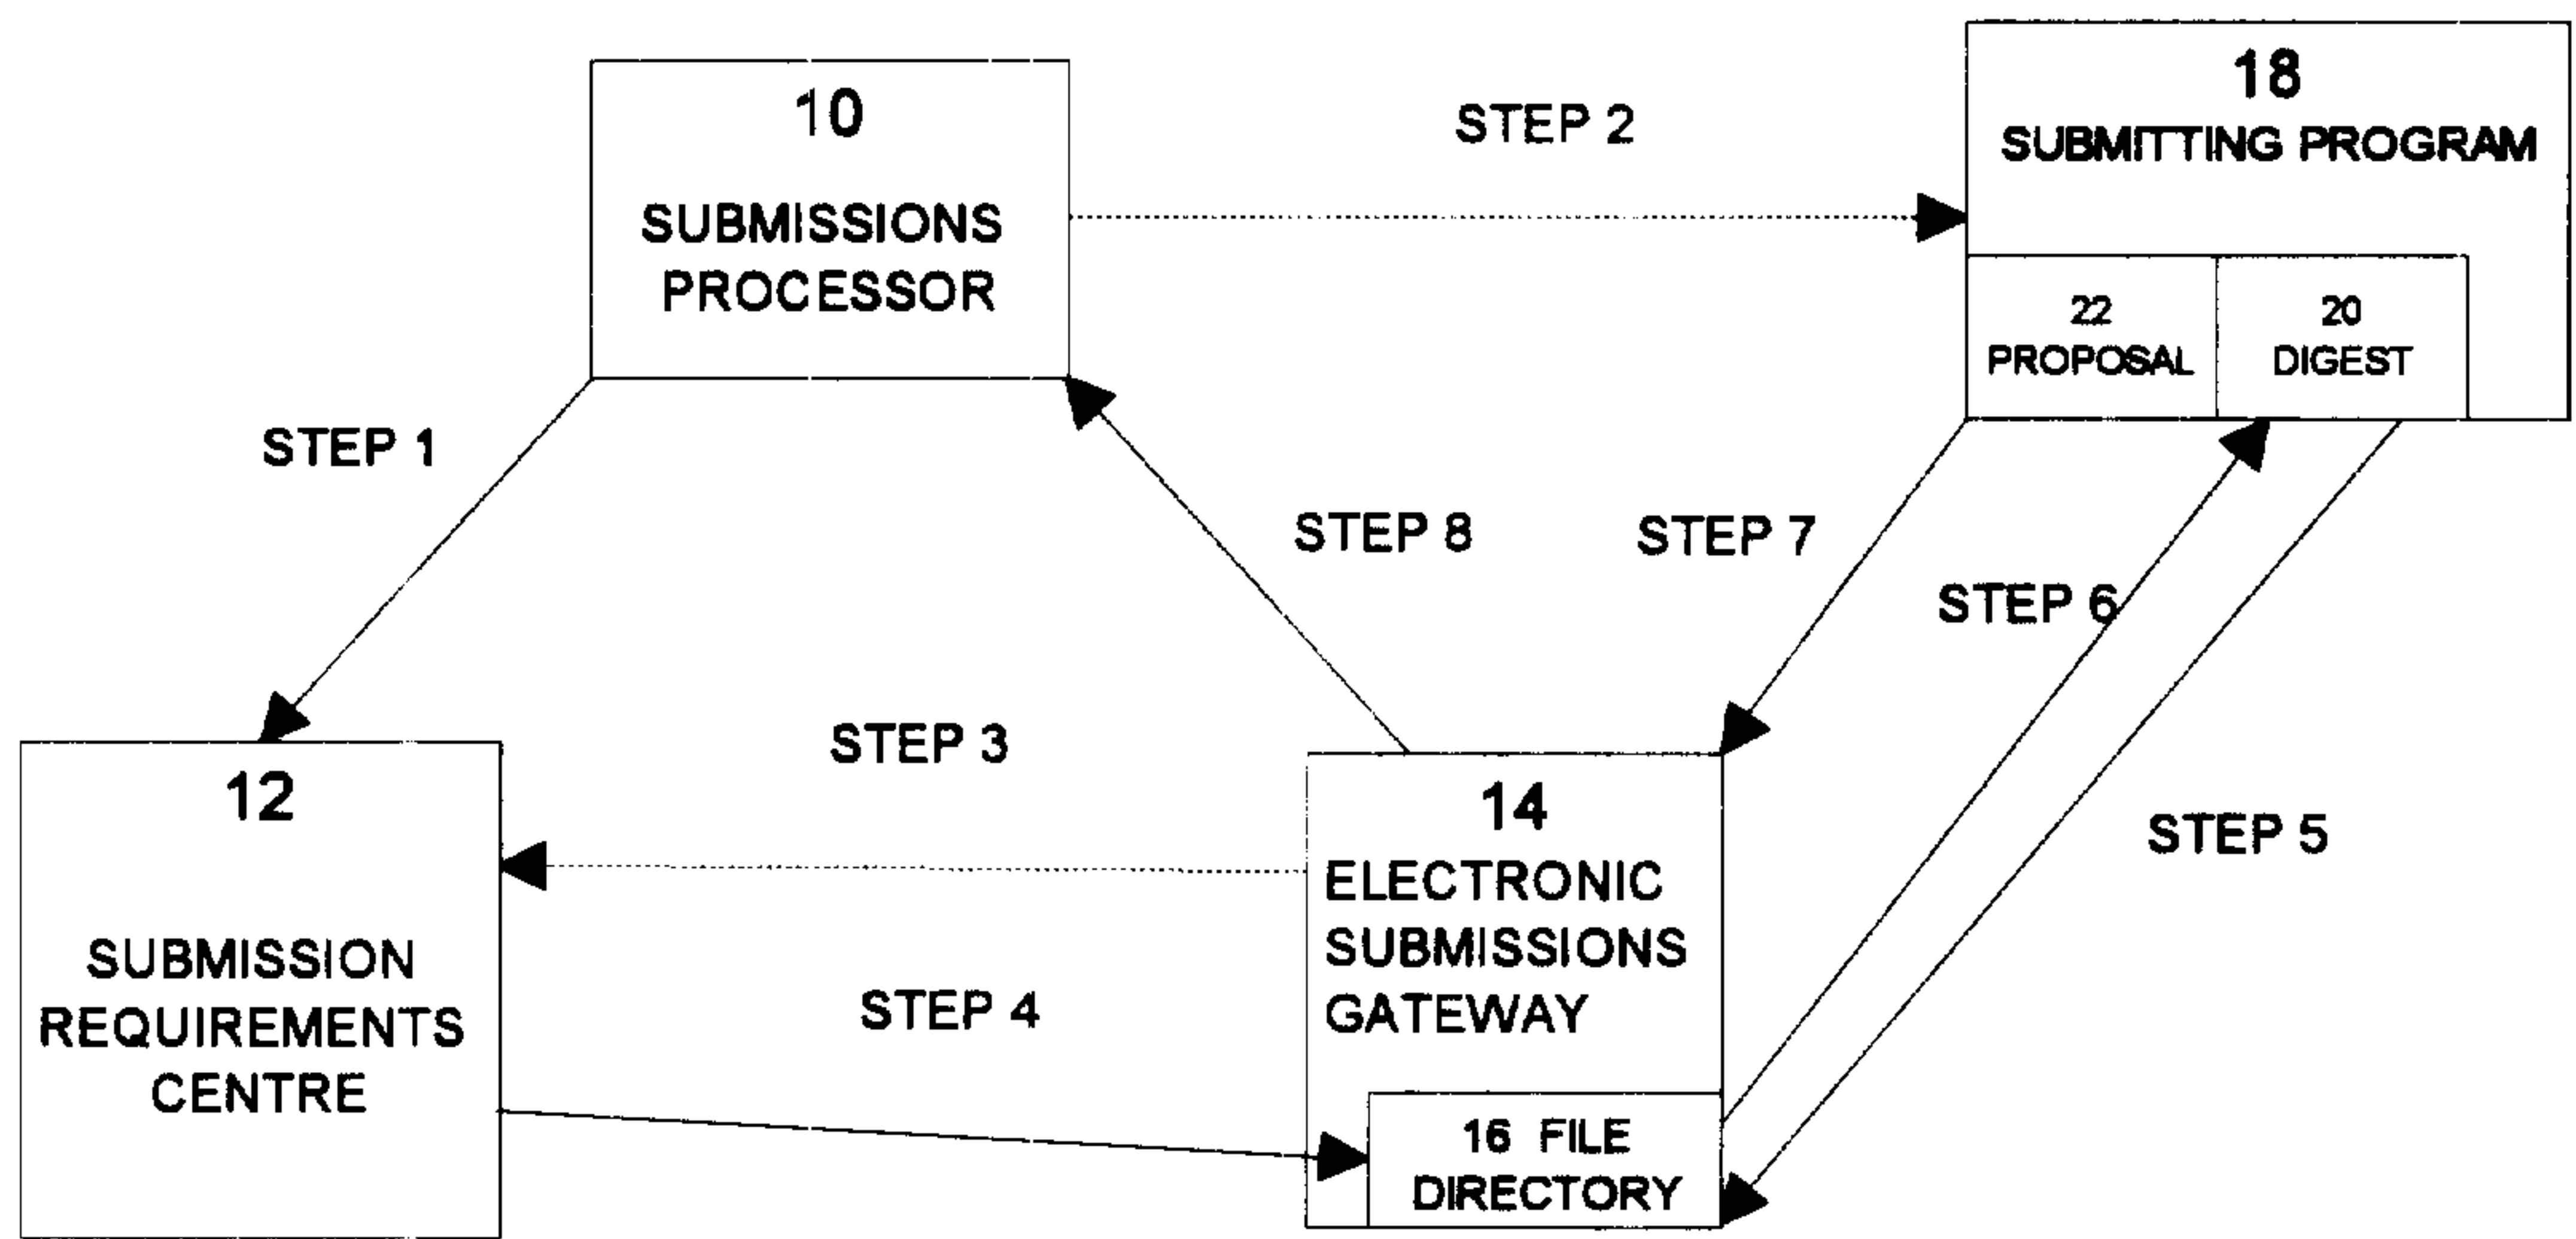 10
SUBMISSIONS
PROCESSOR
STEP 2
18
SUBMITTING PROGRAM
22
PROPOSAL
20
DIGEST
STEP 1
STEP 8
STEP 7
STEP 6
STEP 3
STEP 5
12
SUBMISSION
REQUIREMENTS
CENTRE
STEP 4
14
ELECTRONIC
SUBMISSIONS
GATEWAY
16 FILE
DIRECTORY